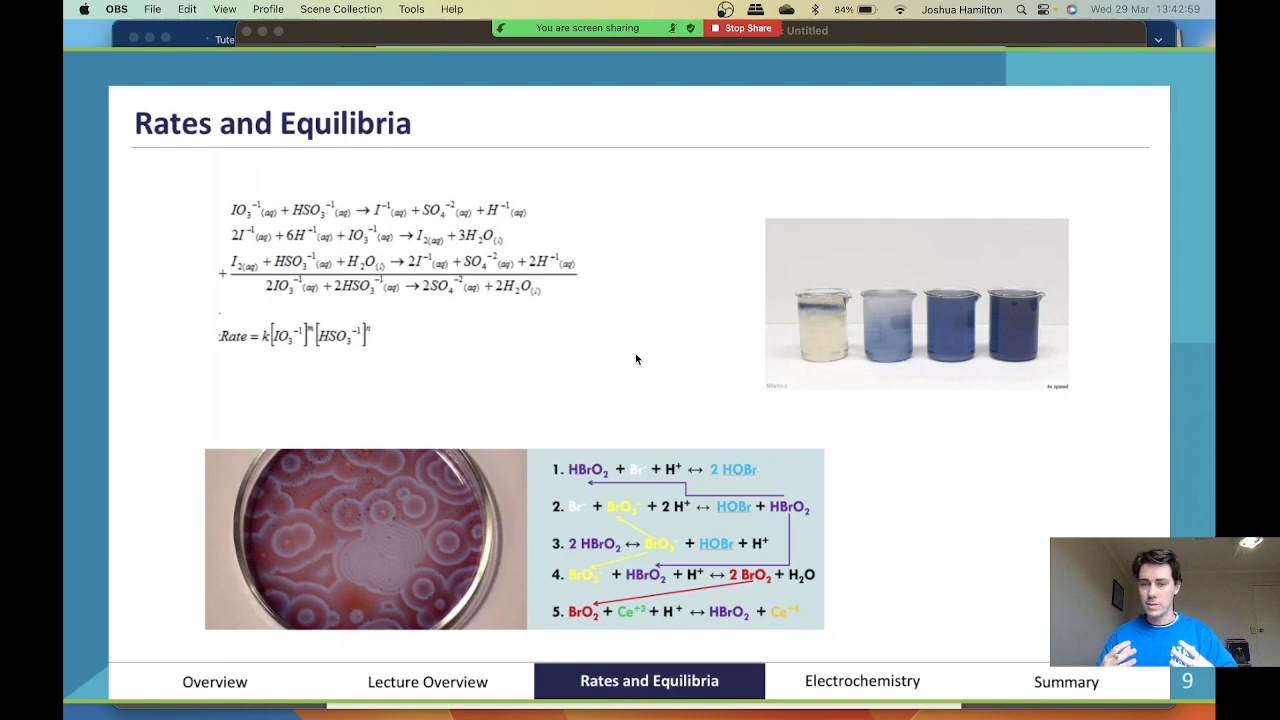 OBS File Edit View Profile Scene Collection Tools Help 84% Joshua Hamilton Wed 29 Mar 13:42:59
Tute
You are screen sharing Stop Share Untitled
Rates and Equilibria
IO₃⁻¹(aq) + HSO₃⁻¹(aq) → I⁻¹(aq) + SO₄⁻²(aq) + H⁺¹(aq)
2I⁻¹(aq) + 6H⁺¹(aq) + IO₃⁻¹(aq) → I₂(aq) + 3H₂O(l)
I₂(aq) + HSO₃⁻¹(aq) + H₂O(l) → 2I⁻¹(aq) + SO₄⁻²(aq) + 2H⁺¹(aq)
+
2IO₃⁻¹(aq) + 2HSO₃⁻¹(aq) → 2SO₄⁻²(aq) + 2H₂O(l)
Rate = k[IO₃⁻¹]ᵐ[HSO₃⁻¹]ⁿ
4x speed
1. HBrO₂ + Br⁻ + H⁺ ↔ 2 HOBr
2. Br⁻ + BrO₃⁻ + 2 H⁺ ↔ HOBr + HBrO₂
3. 2 HBrO₂ ↔ BrO₃⁻ + HOBr + H⁺
4. BrO₃⁻ + HBrO₂ + H⁺ ↔ 2 BrO₂ + H₂O
5. BrO₂ + Ce⁺³ + H⁺ ↔ HBrO₂ + Ce⁺⁴
Overview Lecture Overview Rates and Equilibria Electrochemistry Summary 9